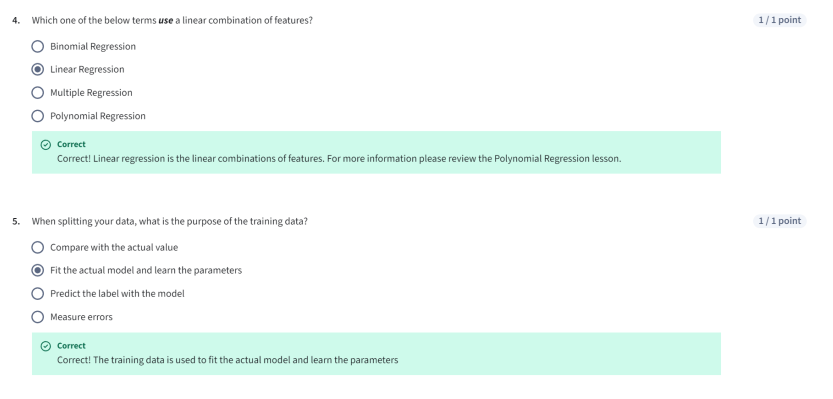 4. Which one of the below terms use a linear combination of features?
1 / 1 point
Binomial Regression
Linear Regression
Multiple Regression
Polynomial Regression
Correct
Correct! Linear regression is the linear combinations of features. For more information please review the Polynomial Regression lesson.
5. When splitting your data, what is the purpose of the training data?
1 / 1 point
Compare with the actual value
Fit the actual model and learn the parameters
Predict the label with the model
Measure errors
Correct
Correct! The training data is used to fit the actual model and learn the parameters